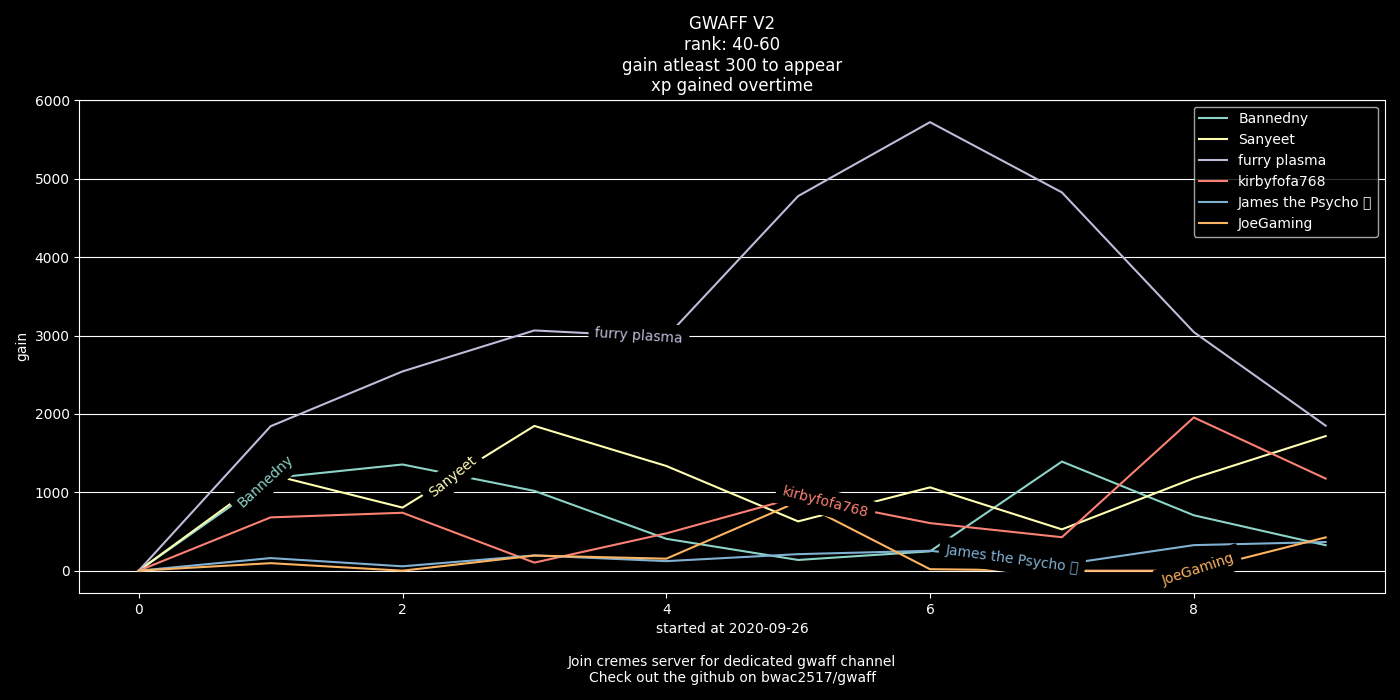 GWAFF V2
rank: 40-60
gain atleast 300 to appear
xp gained overtime
6000
5000
4000
3000
2000
1000
0
gain
Bannedny
Sanyeet
furry plasma
kirbyfofa768
James the Psycho
JoeGaming
furry plasma
Bannedny
Sanyeet
kirbyfofa768
James the Psycho
JoeGaming
0 2 4 6 8
started at 2020-09-26
Join cremes server for dedicated gwaff channel
Check out the github on bwac2517/gwaff